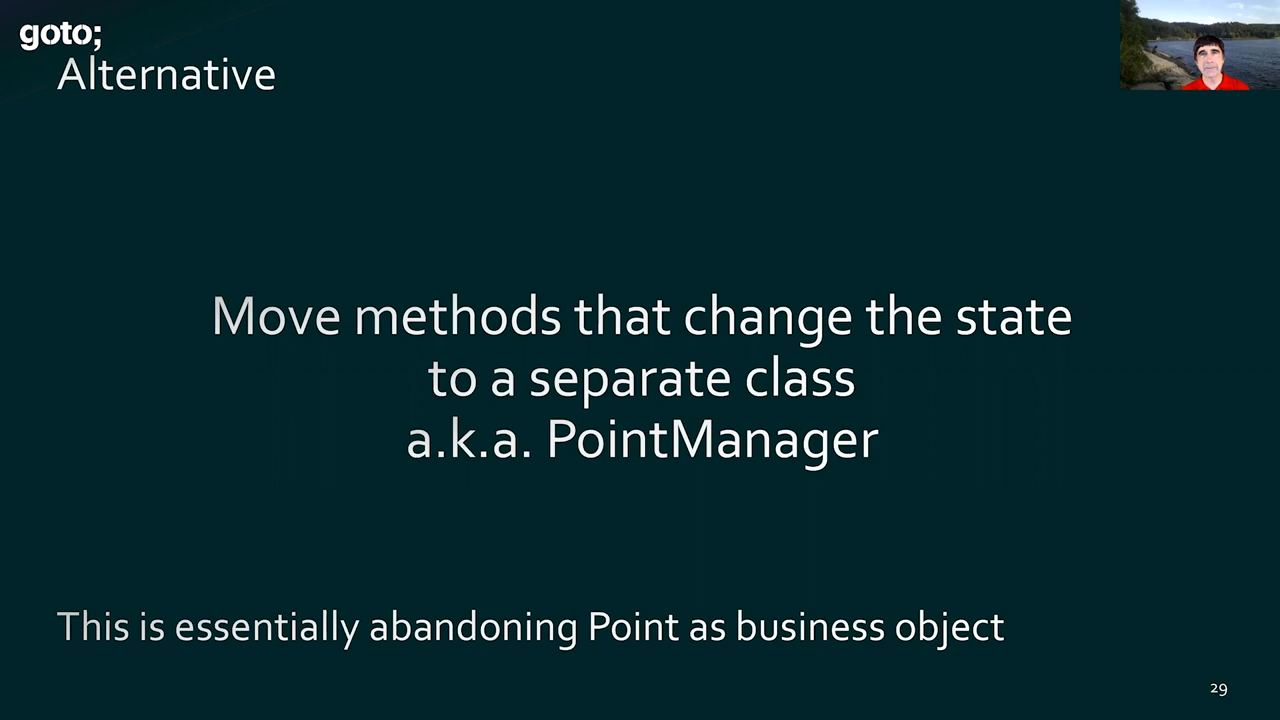 goto;
Alternative
Move methods that change the state
to a separate class
a.k.a. PointManager
This is essentially abandoning Point as business object
29